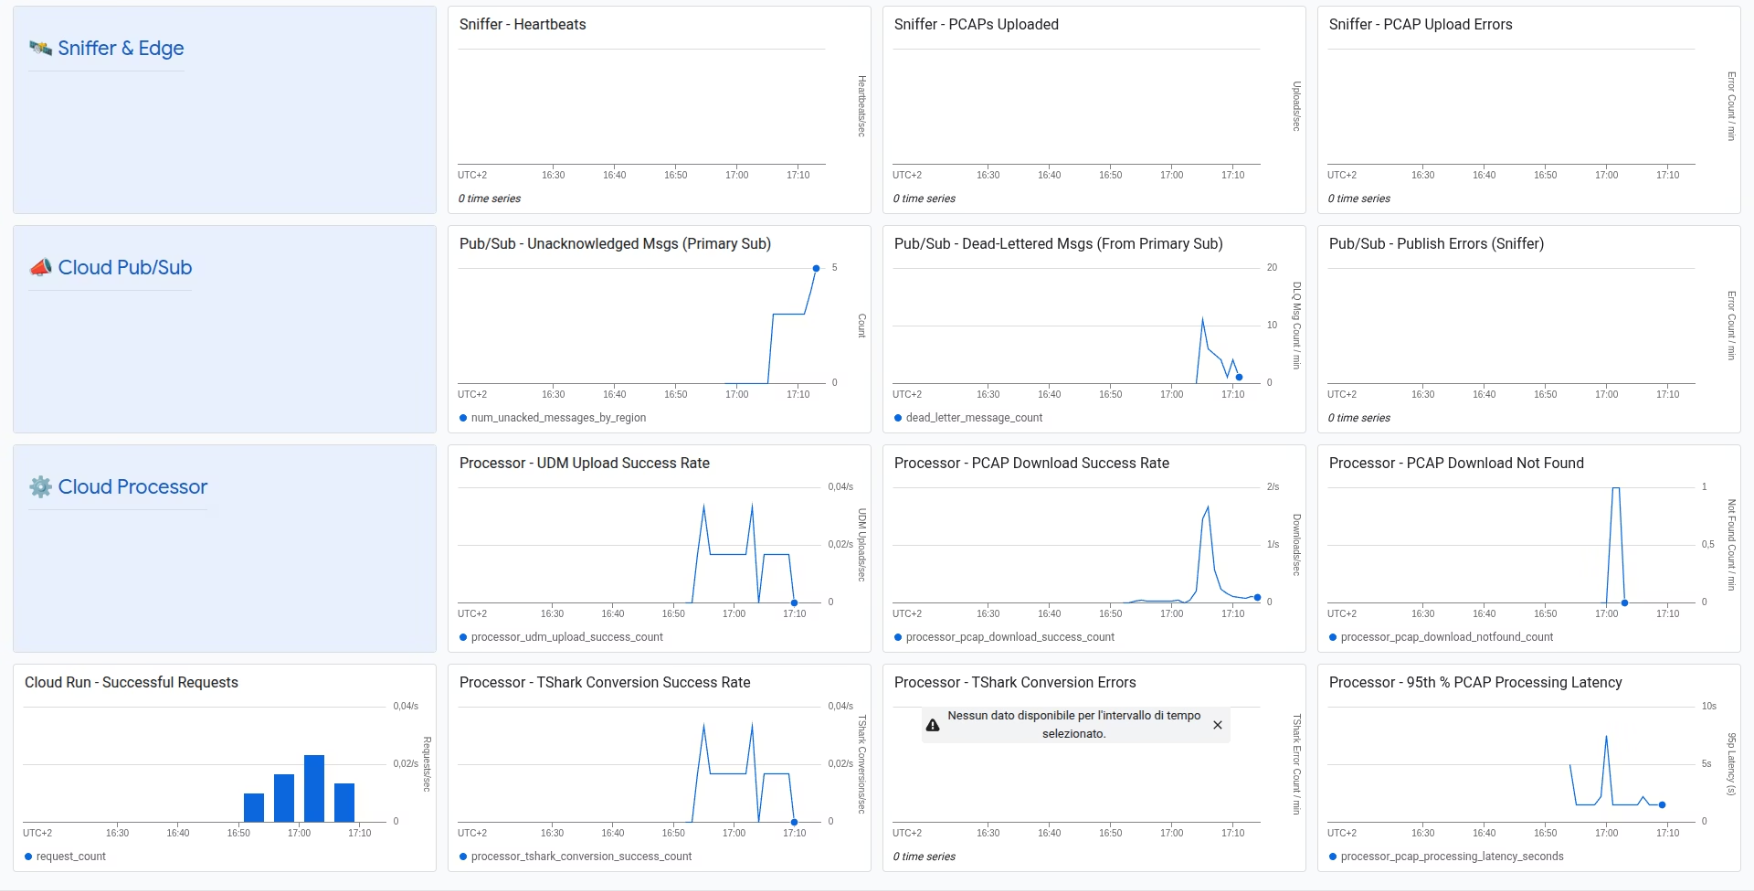 Sniffer & Edge
Sniffer - Heartbeats
Heartbeats/sec
UTC+2 16:30 16:40 16:50 17:00 17:10
0 time series
Sniffer - PCAPs Uploaded
Uploads/sec
UTC+2 16:30 16:40 16:50 17:00 17:10
0 time series
Sniffer - PCAP Upload Errors
Error Count / min
UTC+2 16:30 16:40 16:50 17:00 17:10
0 time series
Cloud Pub/Sub
Pub/Sub - Unacknowledged Msgs (Primary Sub)
5
Count
0
UTC+2 16:30 16:40 16:50 17:00 17:10
num_unacked_messages_by_region
Pub/Sub - Dead-Lettered Msgs (From Primary Sub)
20
DLQ Msg Count / min
10
0
UTC+2 16:30 16:40 16:50 17:00 17:10
dead_letter_message_count
Pub/Sub - Publish Errors (Sniffer)
Error Count / min
UTC+2 16:30 16:40 16:50 17:00 17:10
0 time series
Cloud Processor
Processor - UDM Upload Success Rate
0,04/s
UDM Uploads/sec
0,02/s
0
UTC+2 16:30 16:40 16:50 17:00 17:10
processor_udm_upload_success_count
Processor - PCAP Download Success Rate
2/s
Downloads/sec
1/s
0
UTC+2 16:30 16:40 16:50 17:00 17:10
processor_pcap_download_success_count
Processor - PCAP Download Not Found
1
Not Found Count / min
0,5
0
UTC+2 16:30 16:40 16:50 17:00 17:10
processor_pcap_download_notfound_count
Cloud Run - Successful Requests
0,04/s
Requests/sec
0,02/s
0
UTC+2 16:30 16:40 16:50 17:00 17:10
request_count
Processor - TShark Conversion Success Rate
0,04/s
TShark Conversions/sec
0,02/s
0
UTC+2 16:30 16:40 16:50 17:00 17:10
processor_tshark_conversion_success_count
Processor - TShark Conversion Errors
Nessun dato disponibile per l'intervallo di tempo
selezionato.
TShark Error Count / min
UTC+2 16:30 16:40 16:50 17:00 17:10
0 time series
Processor - 95th % PCAP Processing Latency
10s
95p Latency (s)
5s
0
UTC+2 16:30 16:40 16:50 17:00 17:10
processor_pcap_processing_latency_seconds